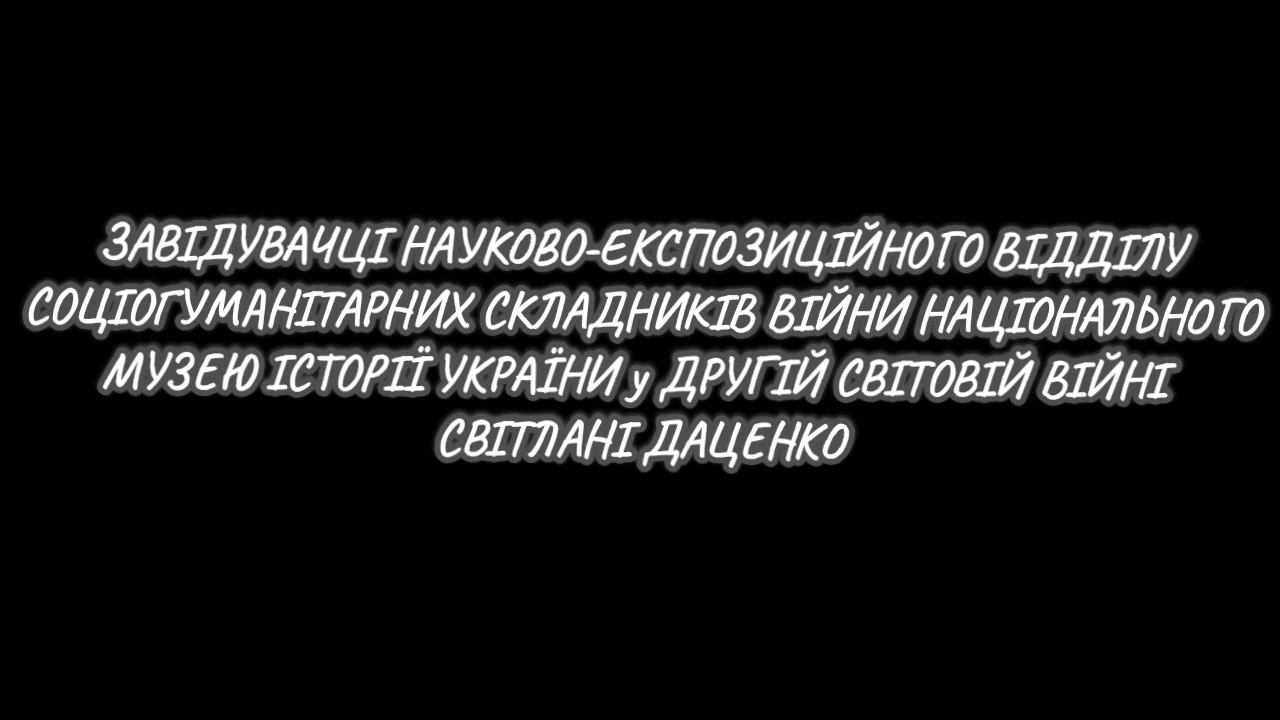 ЗАВІДУВАЧЦІ НАУКОВО-ЕКСПОЗИЦІЙНОГО ВІДДІЛУ
СОЦІОГУМАНІТАРНИХ СКЛАДНИКІВ ВІЙНИ НАЦІОНАЛЬНОГО
МУЗЕЮ ІСТОРІЇ УКРАЇНИ у ДРУГІЙ СВІТОВІЙ ВІЙНІ
СВІТЛАНІ ДАЦЕНКО